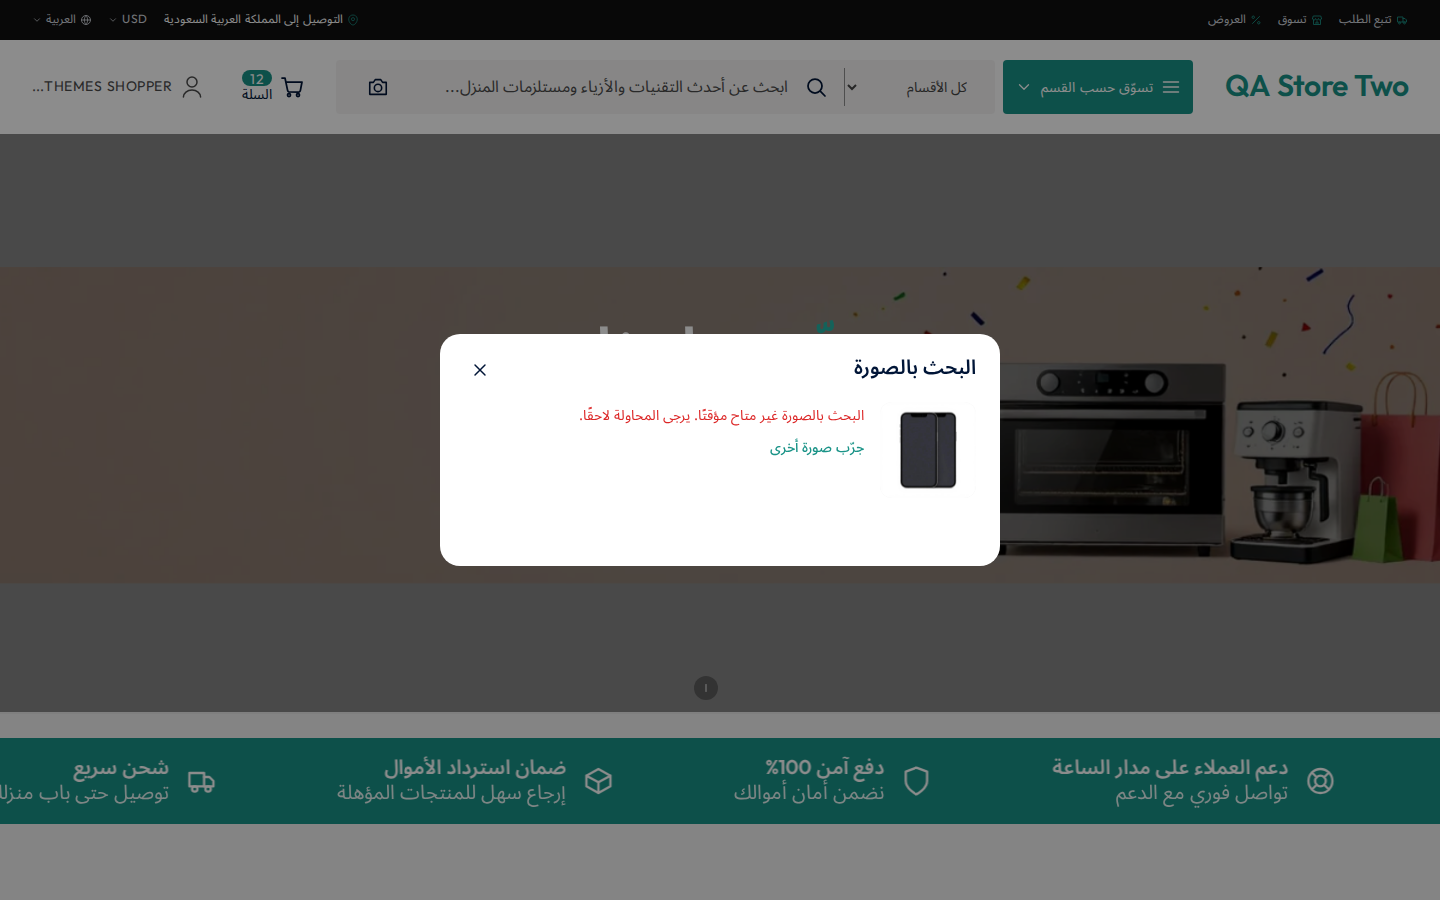 تتبع الطلب
تسوق
العروض
التوصيل إلى المملكة العربية السعودية
USD
العربية
QA Store Two
تسوّق حسب القسم
كل الأقسام
ابحث عن أحدث التقنيات والأزياء ومستلزمات المنزل...
12
السلة
THEMES SHOPPER...
البحث بالصورة
البحث بالصورة غير متاح مؤقتًا. يرجى المحاولة لاحقًا.
جرّب صورة أخرى
دعم العملاء على مدار الساعة
تواصل فوري مع الدعم
دفع آمن 100%
نضمن أمان أموالك
ضمان استرداد الأموال
إرجاع سهل للمنتجات المؤهلة
شحن سريع
توصيل حتى باب